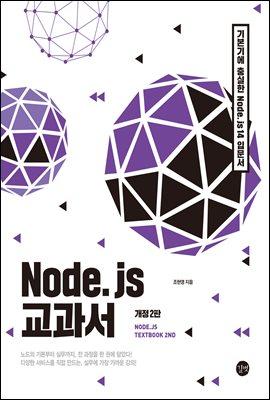 기본기에 충실한 Node.js 14 입문서
Node.js
교과서
개정 2판
NODE.JS
TEXTBOOK 2ND
조현영 지음
노드의 기본부터 실무까지, 전 과정을 한 권에 담았다!
다양한 서비스를 직접 만드는, 실무에 가장 가까운 강의!
길벗